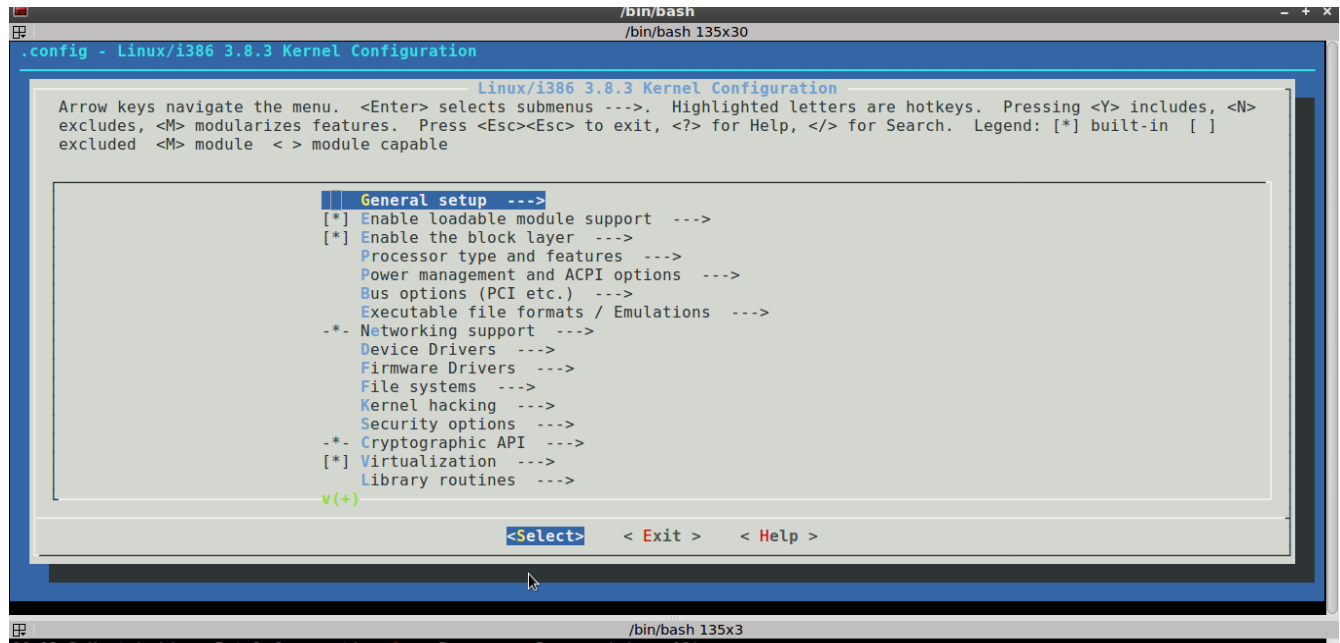 /bin/bash
/bin/bash 135x30
.config - Linux/i386 3.8.3 Kernel Configuration
Linux/i386 3.8.3 Kernel Configuration
Arrow keys navigate the menu.  <Enter> selects submenus --->.  Highlighted letters are hotkeys.  Pressing <Y> includes, <N>
excludes, <M> modularizes features.  Press <Esc><Esc> to exit, <?> for Help, </> for Search.  Legend: [*] built-in  [ ]
excluded  <M> module  < > module capable
General setup  --->
[*] Enable loadable module support  --->
[*] Enable the block layer  --->
Processor type and features  --->
Power management and ACPI options  --->
Bus options (PCI etc.)  --->
Executable file formats / Emulations  --->
-*- Networking support  --->
Device Drivers  --->
Firmware Drivers  --->
File systems  --->
Kernel hacking  --->
Security options  --->
-*- Cryptographic API  --->
[*] Virtualization  --->
Library routines  --->
v(+)
<Select>    < Exit >    < Help >
/bin/bash 135x3